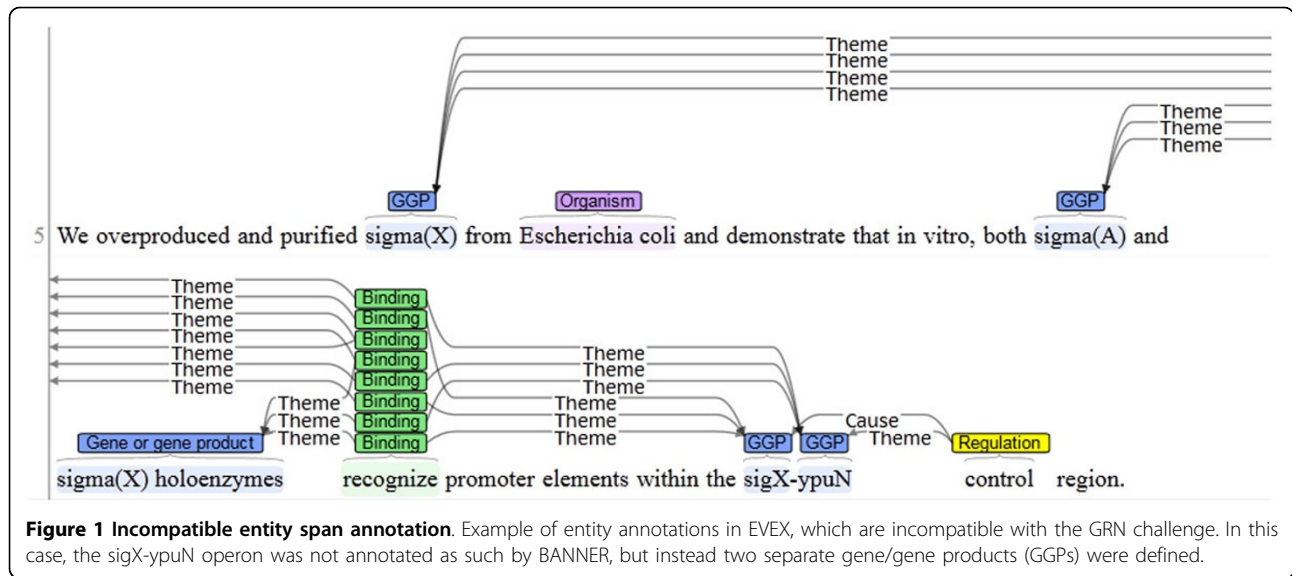 Theme
Theme
Theme
Theme
Theme
Theme
Theme
GGP Organism GGP
5 We overproduced and purified sigma(X) from Escherichia coli and demonstrate that in vitro, both sigma(A) and
Theme
Theme Binding
Theme Binding
Theme Binding
Theme Binding Theme
Theme Binding Theme
Theme Theme
Theme Binding Theme
Theme Binding Theme Cause
Theme Theme Theme
Gene or gene product Binding GGP GGP Regulation
sigma(X) holoenzymes recognize promoter elements within the sigX-ypuN control region.
Figure 1 Incompatible entity span annotation. Example of entity annotations in EVEX, which are incompatible with the GRN challenge. In this
case, the sigX-ypuN operon was not annotated as such by BANNER, but instead two separate gene/gene products (GGPs) were defined.